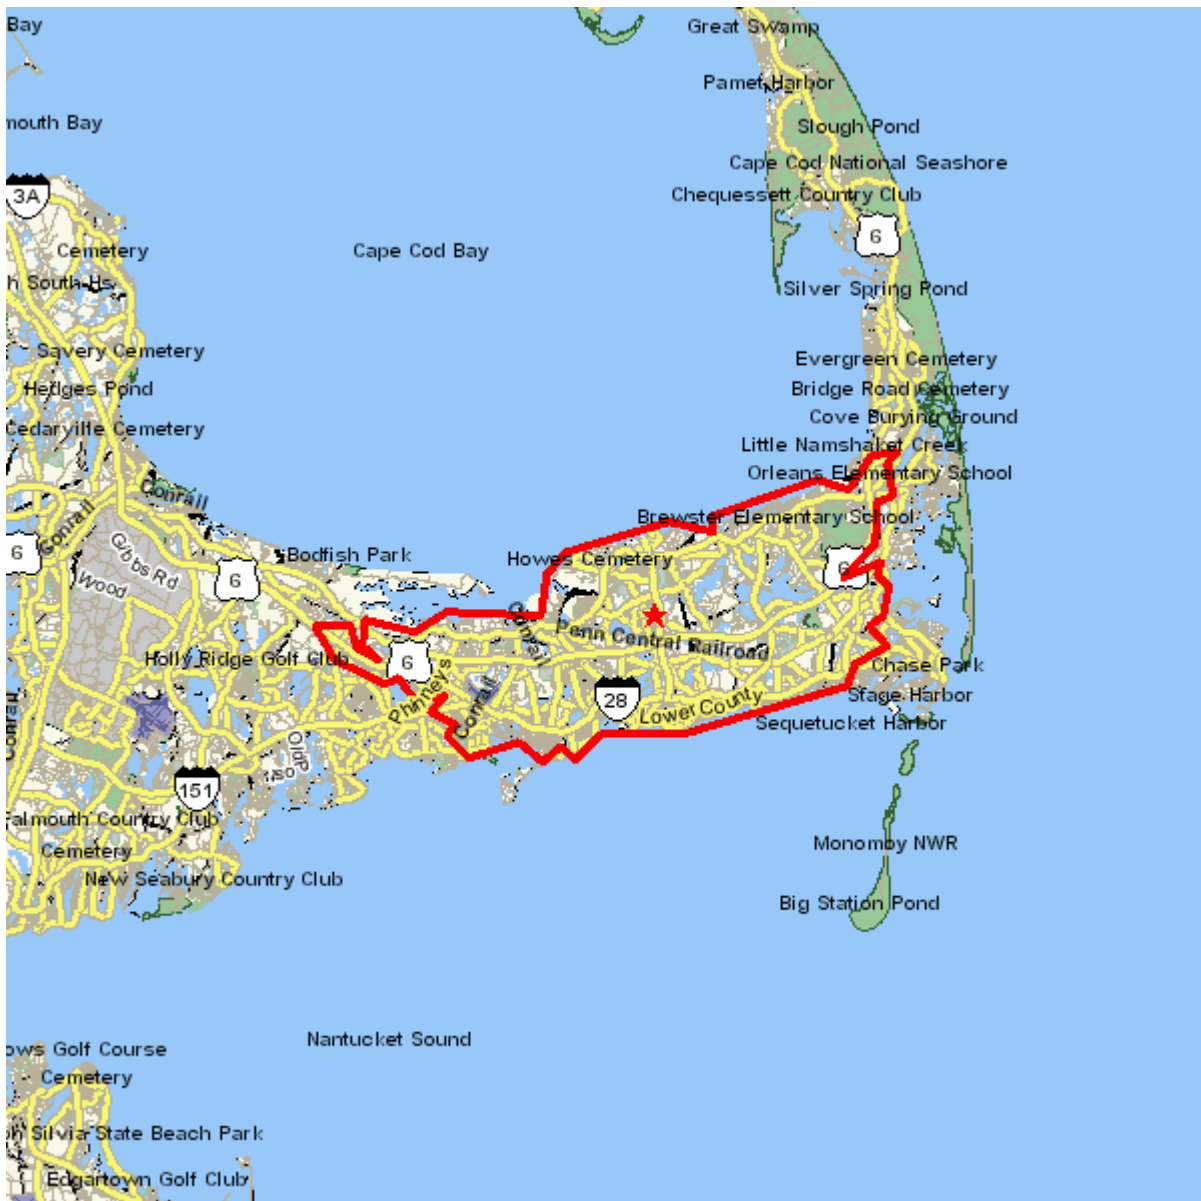 Bay
Great Swamp
Pamet Harbor
mouth Bay
Slough Pond
Cape Cod National Seashore
3A
Chequessett Country Club
6
Cemetery
Cape Cod Bay
h South Hs
Silver Spring Pond
Savery Cemetery
Evergreen Cemetery
Hedges Pond
Bridge Road Cemetery
Cove Burying Ground
Cedarville Cemetery
Little Namshaket Creek
Orleans Elementary School
Conrail
Conrail
Brewster Elementary School
6
Gibbs Rd
Bodfish Park
Howes Cemetery
6
6
Wood
Conrail
Penn Central Railroad
Holly Ridge Golf Club
6
Chase Park
Phinneys
Conrail
28
Lower County
Stage Harbor
Sequetucket Harbor
Conrail
OldP
151
Falmouth Country Club
Cemetery
Monomoy NWR
New Seabury Country Club
Big Station Pond
Nantucket Sound
ows Golf Course
Cemetery
Silvia State Beach Park
Edgartown Golf Club